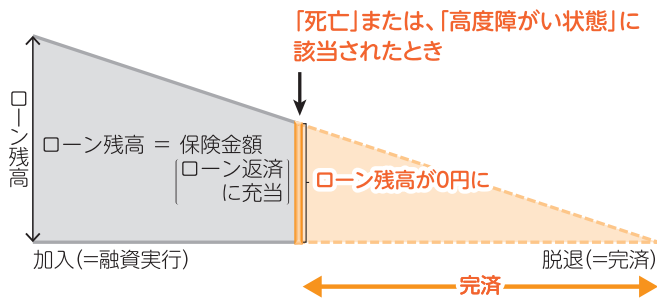 「死亡」または、「高度障がい状態」に
該当されたとき
ローン残高
ローン残高 = 保険金額
ローン返済
に充当
ローン残高が0円に
加入(=融資実行)
脱退(=完済)
完済